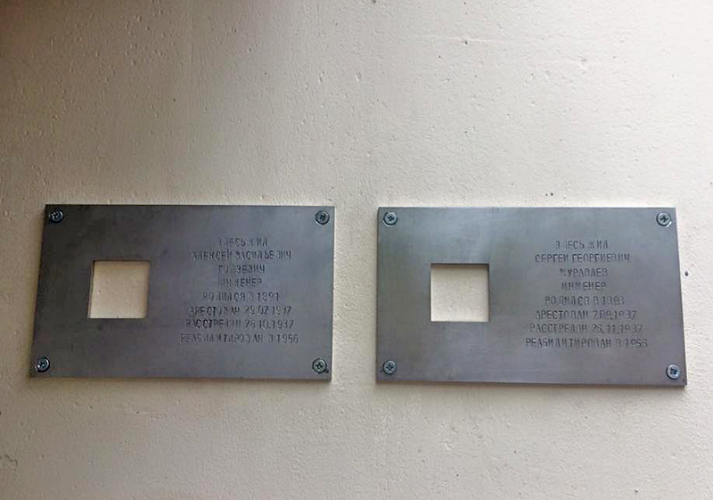 ЗДЕСЬ ЖИЛ
АЛЕКСЕЙ ВАСИЛЬЕВИЧ
ИНЖЕНЕР
РОДИЛСЯ В 1891
АРЕСТОВАН 29.07.1937
РАССТРЕЛЯН 26.10.1937
РЕАБИЛИТИРОВАН В 1956
ЗДЕСЬ ЖИЛ
СЕРГЕЙ ГЕОРГИЕВИЧ
ЖУРАВЛЕВ
ИНЖЕНЕР
РОДИЛСЯ В
АРЕСТОВАН
РАССТРЕЛЯН 26.11.1937
РЕАБИЛИТИРОВАН В 1956